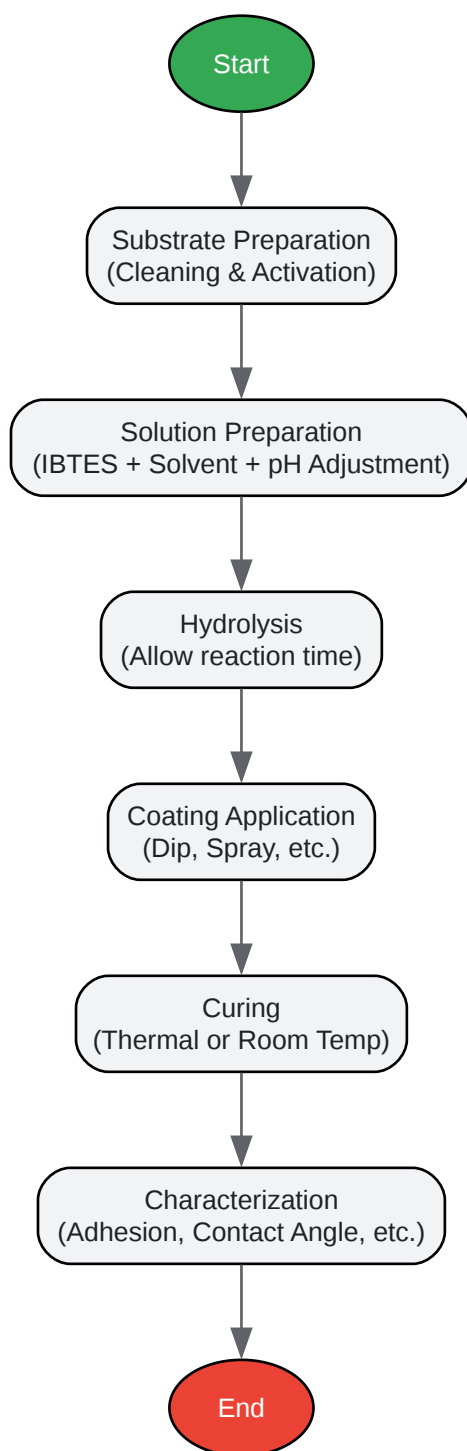 Start
Substrate Preparation
(Cleaning & Activation)
Solution Preparation
(IBTES + Solvent + pH Adjustment)
Hydrolysis
(Allow reaction time)
Coating Application
(Dip, Spray, etc.)
Curing
(Thermal or Room Temp)
Characterization
(Adhesion, Contact Angle, etc.)
End